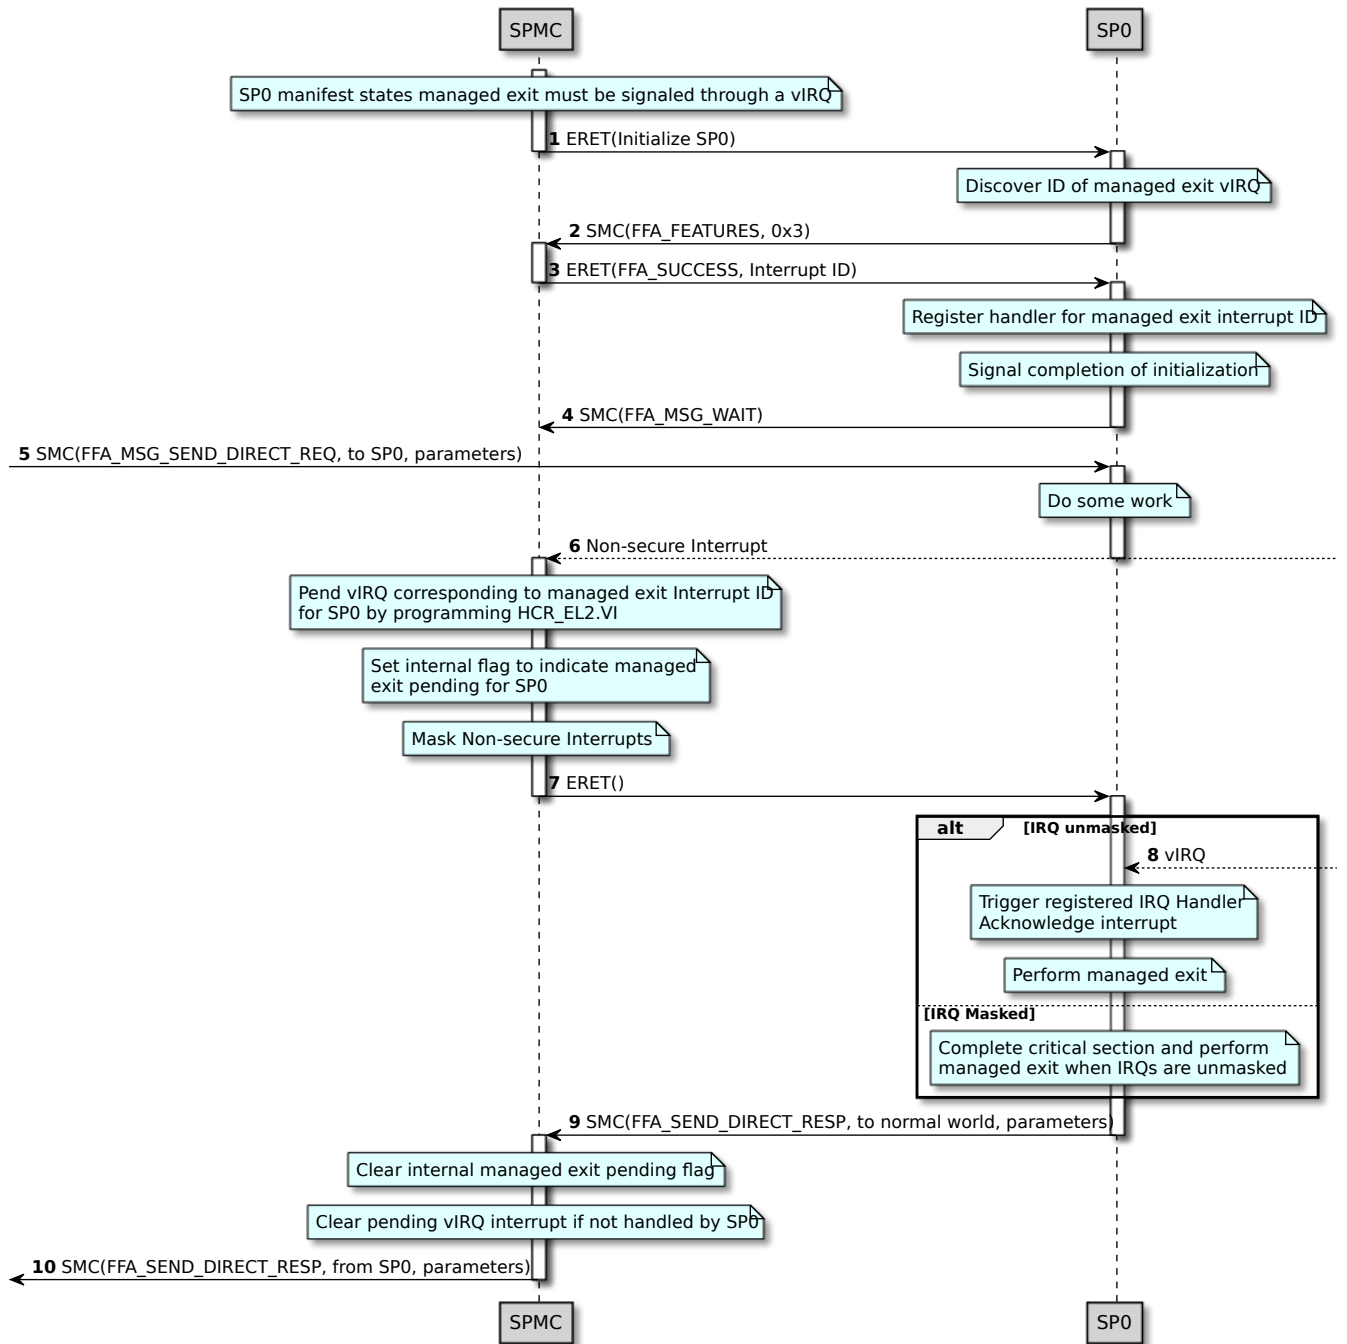 SPMC
SP0
SP0 manifest states managed exit must be signaled through a vIRQ
1 ERET(Initialize SP0)
Discover ID of managed exit vIRQ
2 SMC(FFA_FEATURES, 0x3)
3 ERET(FFA_SUCCESS, Interrupt ID)
Register handler for managed exit interrupt ID
Signal completion of initialization
4 SMC(FFA_MSG_WAIT)
5 SMC(FFA_MSG_SEND_DIRECT_REQ, to SP0, parameters)
Do some work
6 Non-secure Interrupt
Pend vIRQ corresponding to managed exit Interrupt ID
for SP0 by programming HCR_EL2.VI
Set internal flag to indicate managed
exit pending for SP0
Mask Non-secure Interrupts
7 ERET()
alt [IRQ unmasked]
8 vIRQ
Trigger registered IRQ Handler
Acknowledge interrupt
Perform managed exit
[IRQ Masked]
Complete critical section and perform
managed exit when IRQs are unmasked
9 SMC(FFA_SEND_DIRECT_RESP, to normal world, parameters)
Clear internal managed exit pending flag
Clear pending vIRQ interrupt if not handled by SP0
10 SMC(FFA_SEND_DIRECT_RESP, from SP0, parameters)
SPMC
SP0